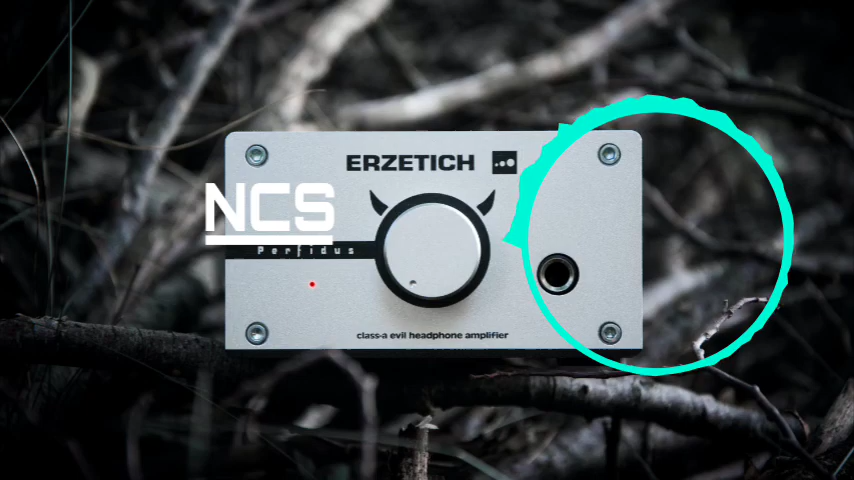 ERZETICH
NCS
Perfidus
class-a evil headphone amplifier